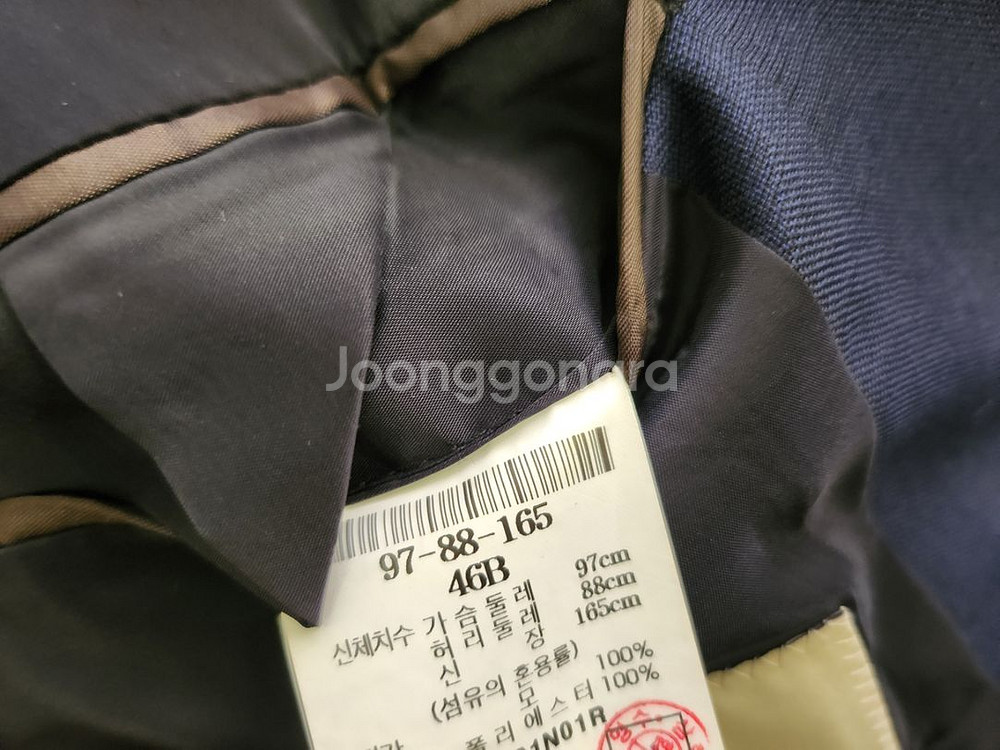 Joonggonara
97-88-165
46B
신체치수 가슴둘레 97cm
허리둘레 88cm
신 장 165cm
(섬유의 혼용률)
모 100%
폴리에스터 100%
1N01R